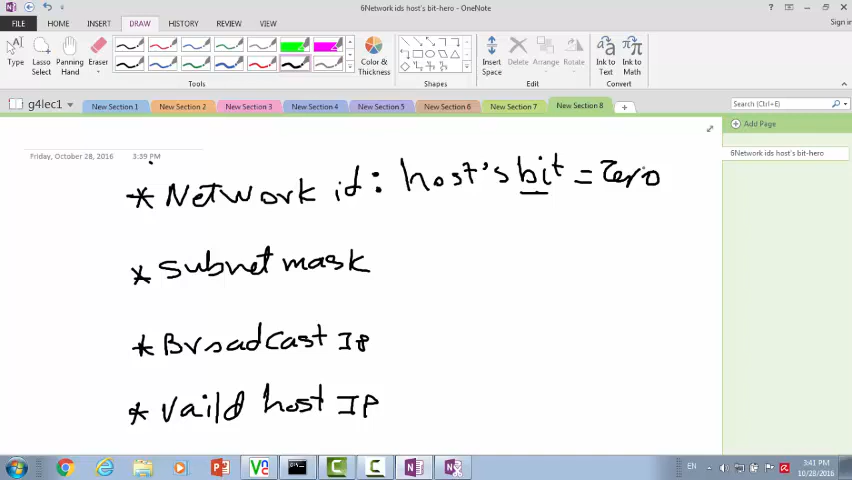 6Network ids host's bit-hero - OneNote
FILE HOME INSERT DRAW HISTORY REVIEW VIEW Sign in
Type Lasso Select Panning Hand Eraser Color & Thickness Insert Space Delete Arrange Rotate Ink to Text Ink to Math
Tools Shapes Edit Convert
g4lec1 New Section 1 New Section 2 New Section 3 New Section 4 New Section 5 New Section 6 New Section 7 New Section 8 Search (Ctrl+E)
Add Page
Friday, October 28, 2016 3:39 PM
6Network ids host's bit-hero
* Network id: host's bit = Zero
* Subnet mask
* Broadcast IP
* Vaild host IP
EN 3:41 PM
10/28/2016